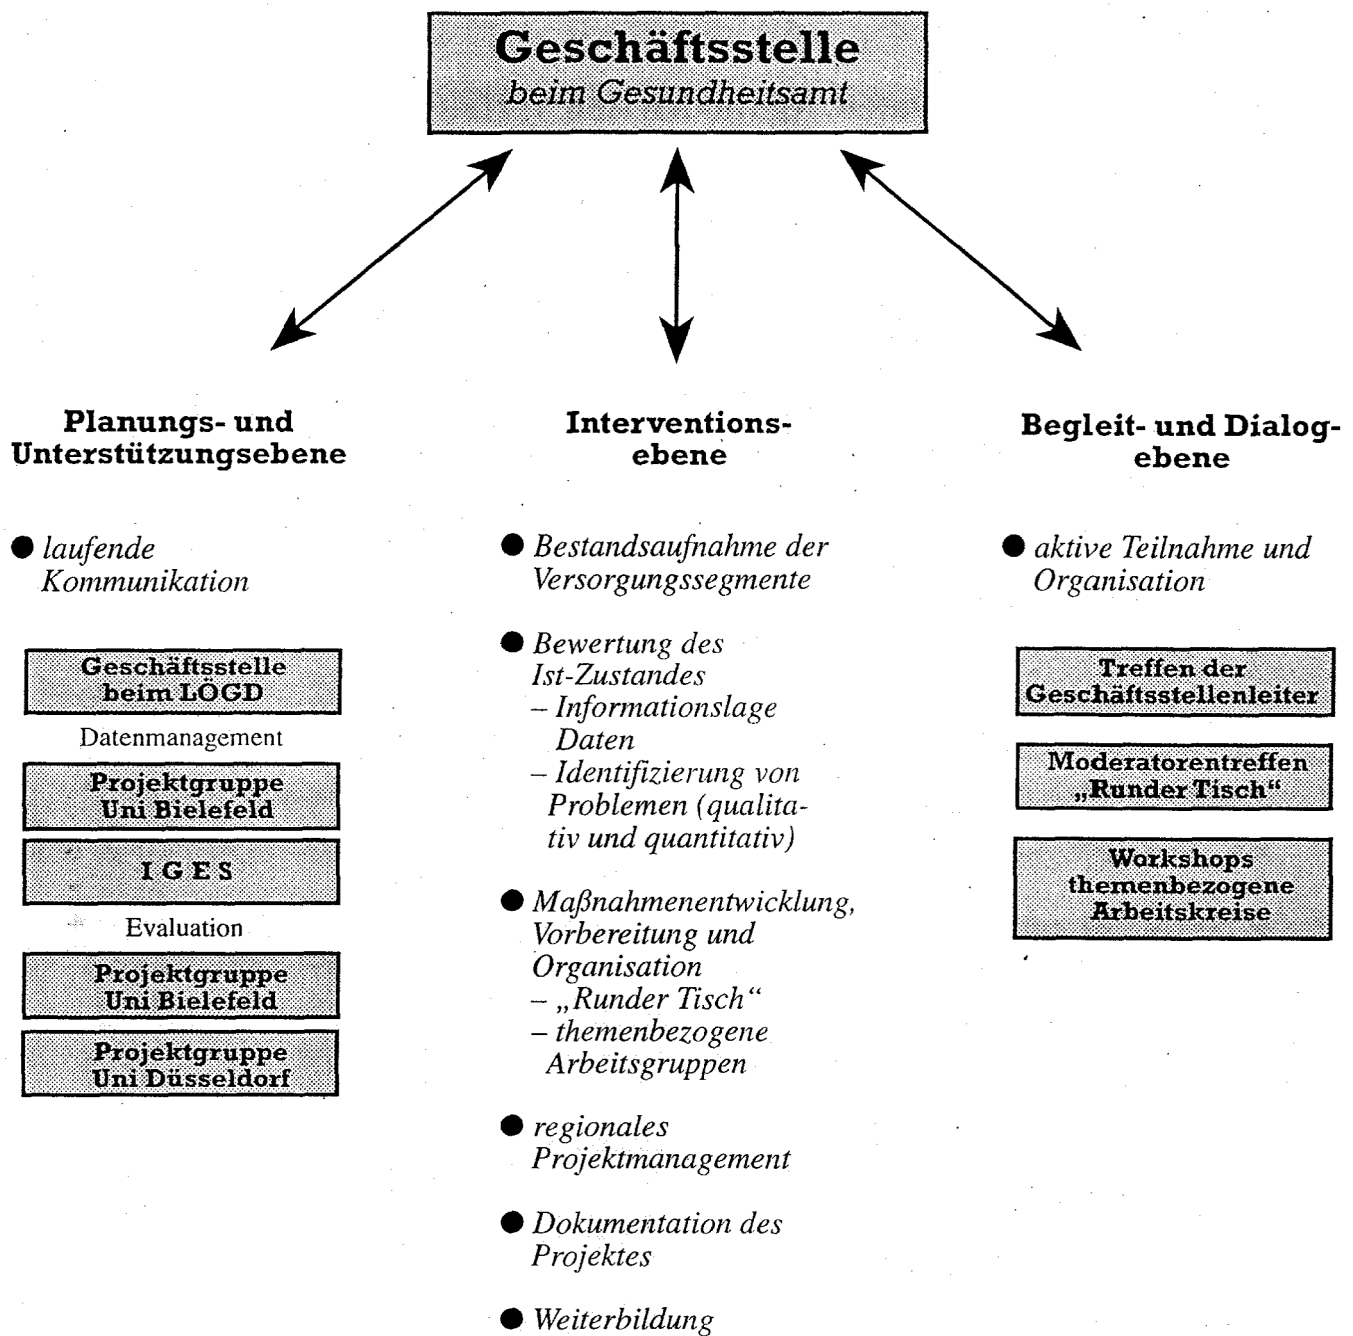 Geschäftsstelle
beim Gesundheitsamt
Planungs- und
Unterstützungsebene
● laufende
Kommunikation
Geschäftsstelle
beim LÖGD
Datenmanagement
Projektgruppe
Uni Bielefeld
I G E S
Evaluation
Projektgruppe
Uni Bielefeld
Projektgruppe
Uni Düsseldorf
Interventions-
ebene
● Bestandsaufnahme der
Versorgungssegmente
● Bewertung des
Ist-Zustandes
– Informationslage
Daten
– Identifizierung von
Problemen (qualita-
tiv und quantitativ)
● Maßnahmenentwicklung,
Vorbereitung und
Organisation
– „Runder Tisch“
– themenbezogene
Arbeitsgruppen
● regionales
Projektmanagement
● Dokumentation des
Projektes
● Weiterbildung
Begleit- und Dialog-
ebene
● aktive Teilnahme und
Organisation
Treffen der
Geschäftsstellenleiter
Moderatorentreffen
„Runder Tisch“
Workshops
themenbezogene
Arbeitskreise